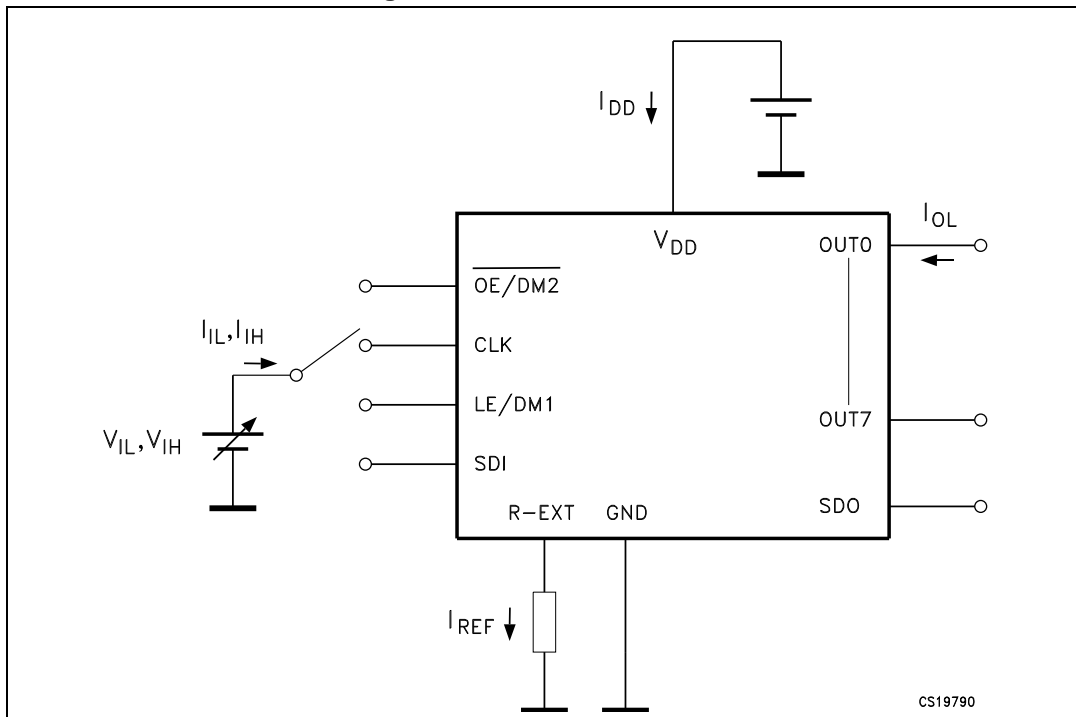 I_DD
V_DD
OUT0
I_OL
OE/DM2
I_IL,I_IH
CLK
LE/DM1
V_IL,V_IH
OUT7
SDI
SDO
R-EXT GND
I_REF
CS19790